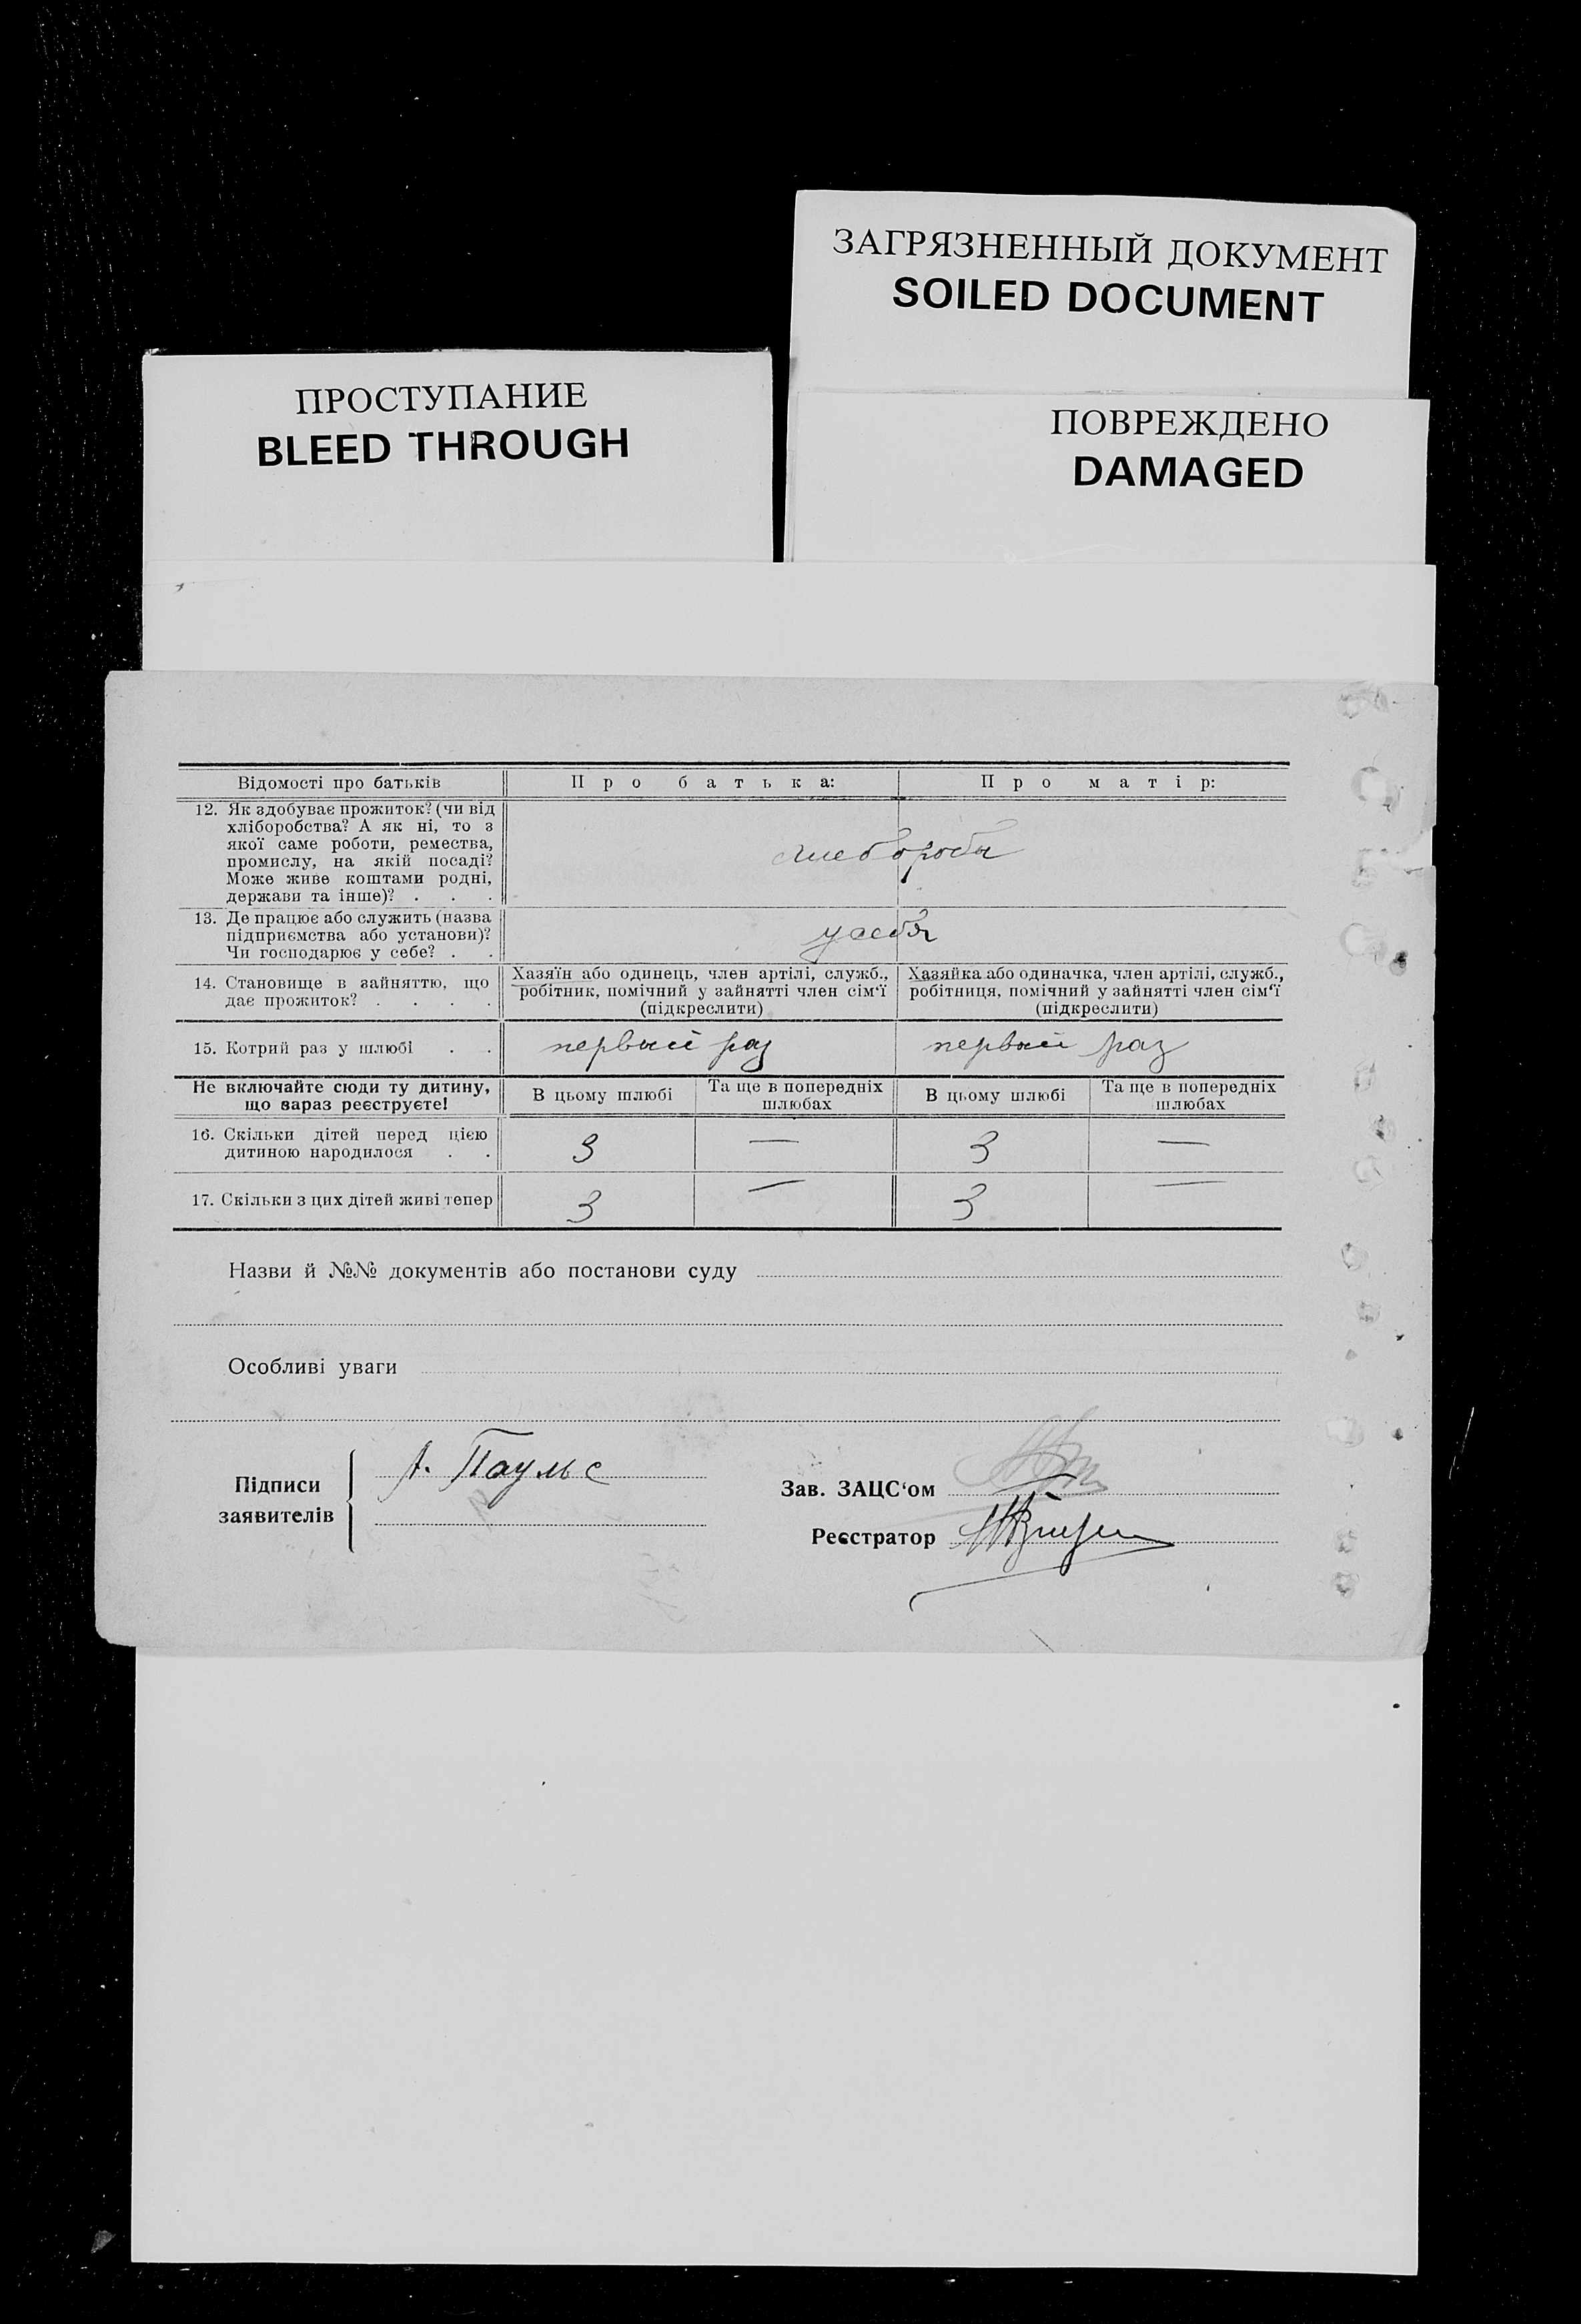 ЗАГРЯЗНЕННЫЙ ДОКУМЕНТ
SOILED DOCUMENT
ПРОСТУПАНИЕ
BLEED THROUGH
ПОВРЕЖДЕНО
DAMAGED
Відомості про батьків Про батька: Про матір:
12. Як здобуває прожиток? (чи від
хліборобства? А як ні, то з
якої саме роботи, ремества,
промислу, на якій посаді?
Може живе коштами родні,
держави та інше)? . . .
хлеборобы
13. Де працює або служить (назва
підприємства або установи)?
Чи господарює у себе? . .
у себя
14. Становище в зайняттю, що
дає прожиток? . . . .
Хазяїн або одинець, член артілі, служб.,
робітник, помічний у зайнятті член сім‘ї
(підкреслити)
Хазяйка або одиначка, член артілі, служб.,
робітниця, помічний у зайнятті член сім‘ї
(підкреслити)
15. Котрий раз у шлюбі . . первый раз первый раз
Не включайте сюди ту дитину,
що зараз реєструєте!
В цьому шлюбі
Та ще в попередніх
шлюбах
В цьому шлюбі
Та ще в попередніх
шлюбах
16. Скільки дітей перед цією
дитиною народилося . .
3 — 3 —
17. Скільки з цих дітей живі тепер 3 — 3 —
Назви й №№ документів або постанови суду
Особливі уваги
Підписи
заявителів
Паульс
Зав. ЗАЦС‘ом
Реєстратор